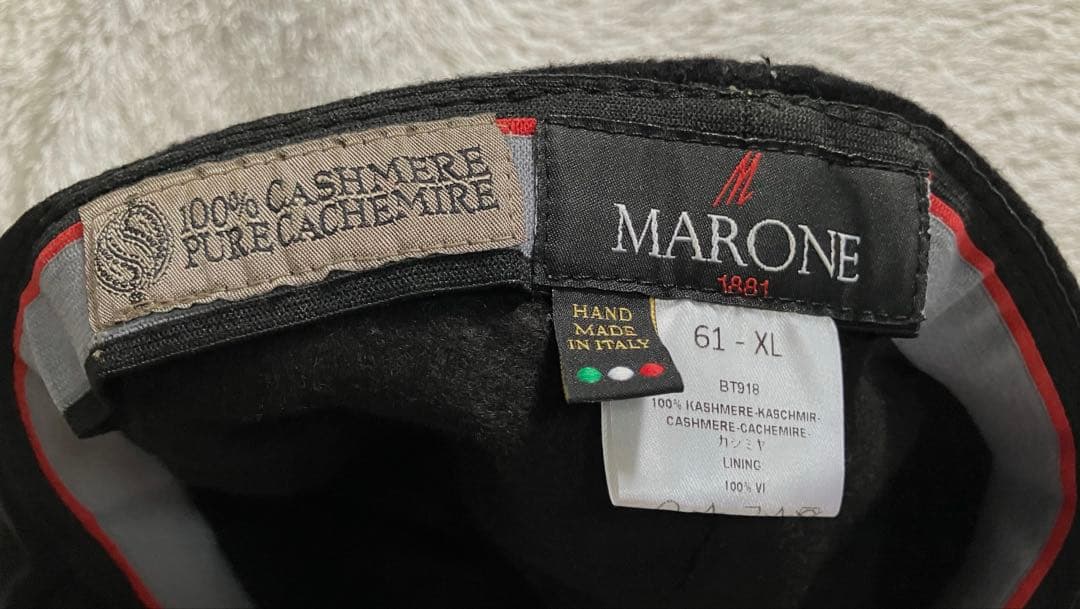 100% CASHMERE
PURE CACHEMIRE
M
MARONE
1881
HAND
MADE
IN ITALY
61 - XL
BT918
100% KASHMERE-KASCHMIR-
CASHMERE-CACHEMIRE-
カシミヤ
LINING
100% VI